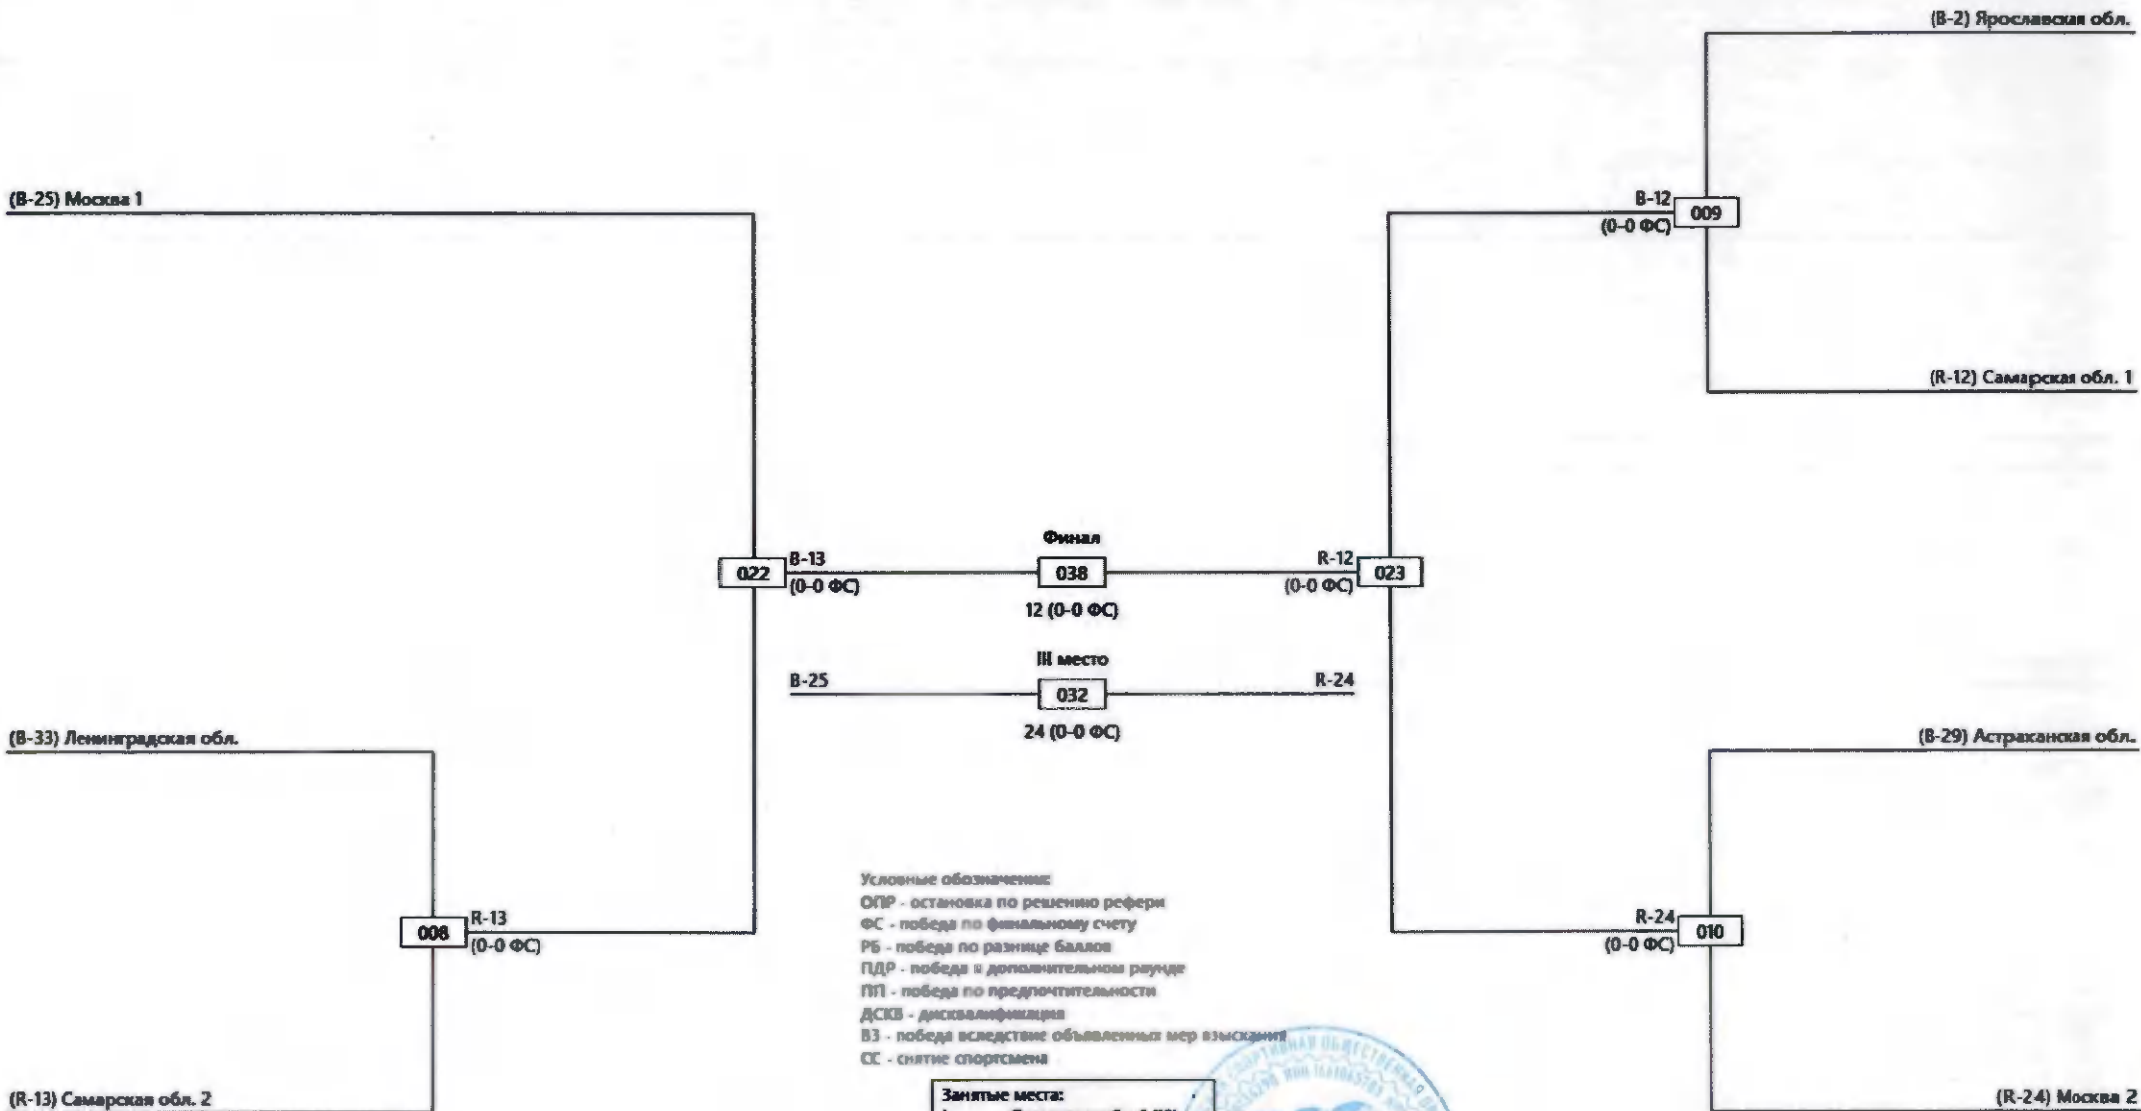 (B-2) Ярославская обл.
(B-25) Москва 1
B-12
009
(0-0 ФС)
(R-12) Самарская обл. 1
Финал
022
B-13
(0-0 ФС)
038
R-12
(0-0 ФС)
023
12 (0-0 ФС)
III место
B-25
032
R-24
24 (0-0 ФС)
(B-33) Ленинградская обл.
(B-29) Астраханская обл.
008
R-13
(0-0 ФС)
R-24
(0-0 ФС)
010
Условные обозначения:
ОПР - остановка по решению рефери
ФС - победа по финальному счету
РБ - победа по разнице баллов
ПДР - победа в дополнительном раунде
ПП - победа по предпочтительности
ДСКВ - дисквалификация
ВЗ - победа вследствие объявленных мер взыскания
СС - снятие спортсмена
Занятые места:
(R-13) Самарская обл. 2
(R-24) Москва 2